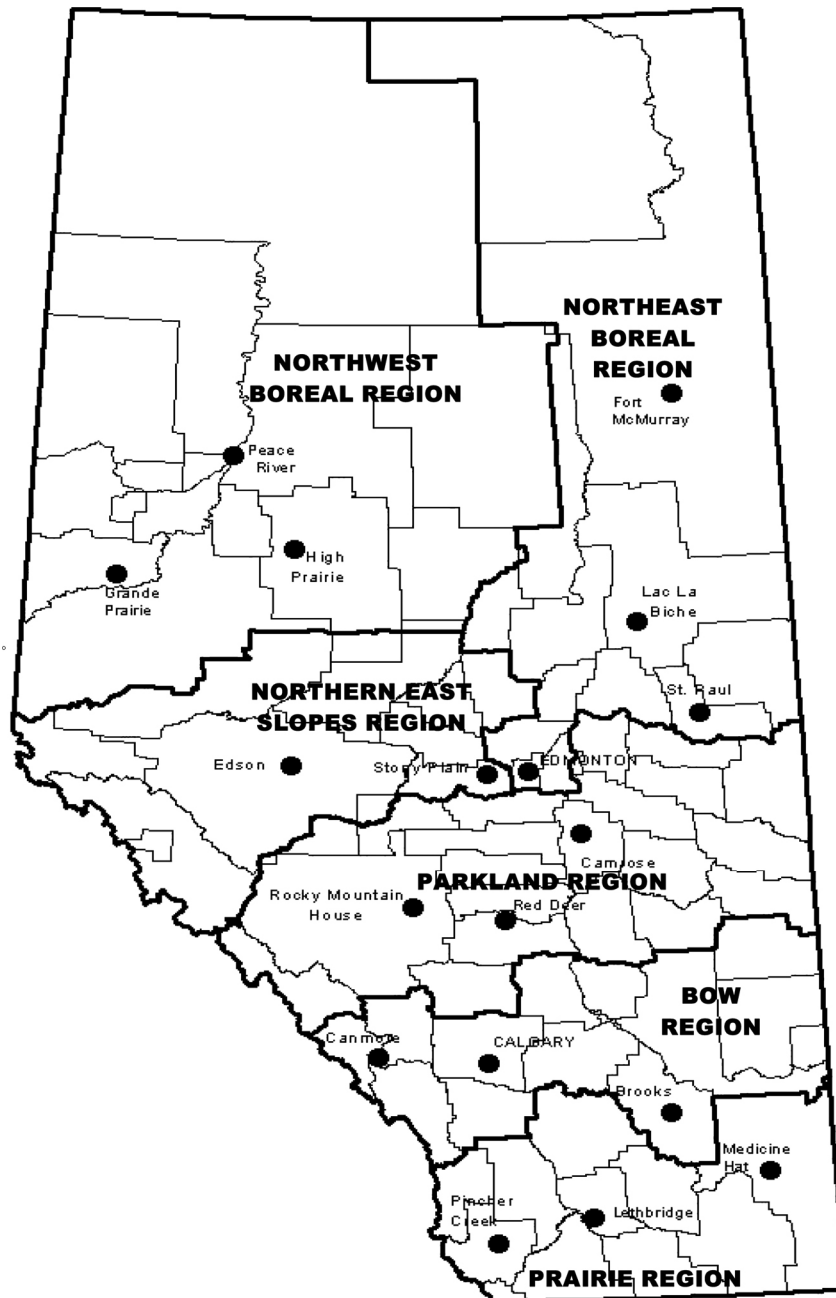 NORTHEAST
BOREAL
REGION
Fort
McMurray
NORTHWEST
BOREAL REGION
Peace
River
High
Prairie
Grande
Prairie
Lac La
Biche
St. Paul
NORTHERN EAST
SLOPES REGION
Edson
Stony Plain
EDMONTON
Camrose
PARKLAND REGION
Rocky Mountain
House
Red Deer
BOW
REGION
Canmore
CALGARY
Brooks
Medicine
Hat
Pincher
Creek
Lethbridge
PRAIRIE REGION